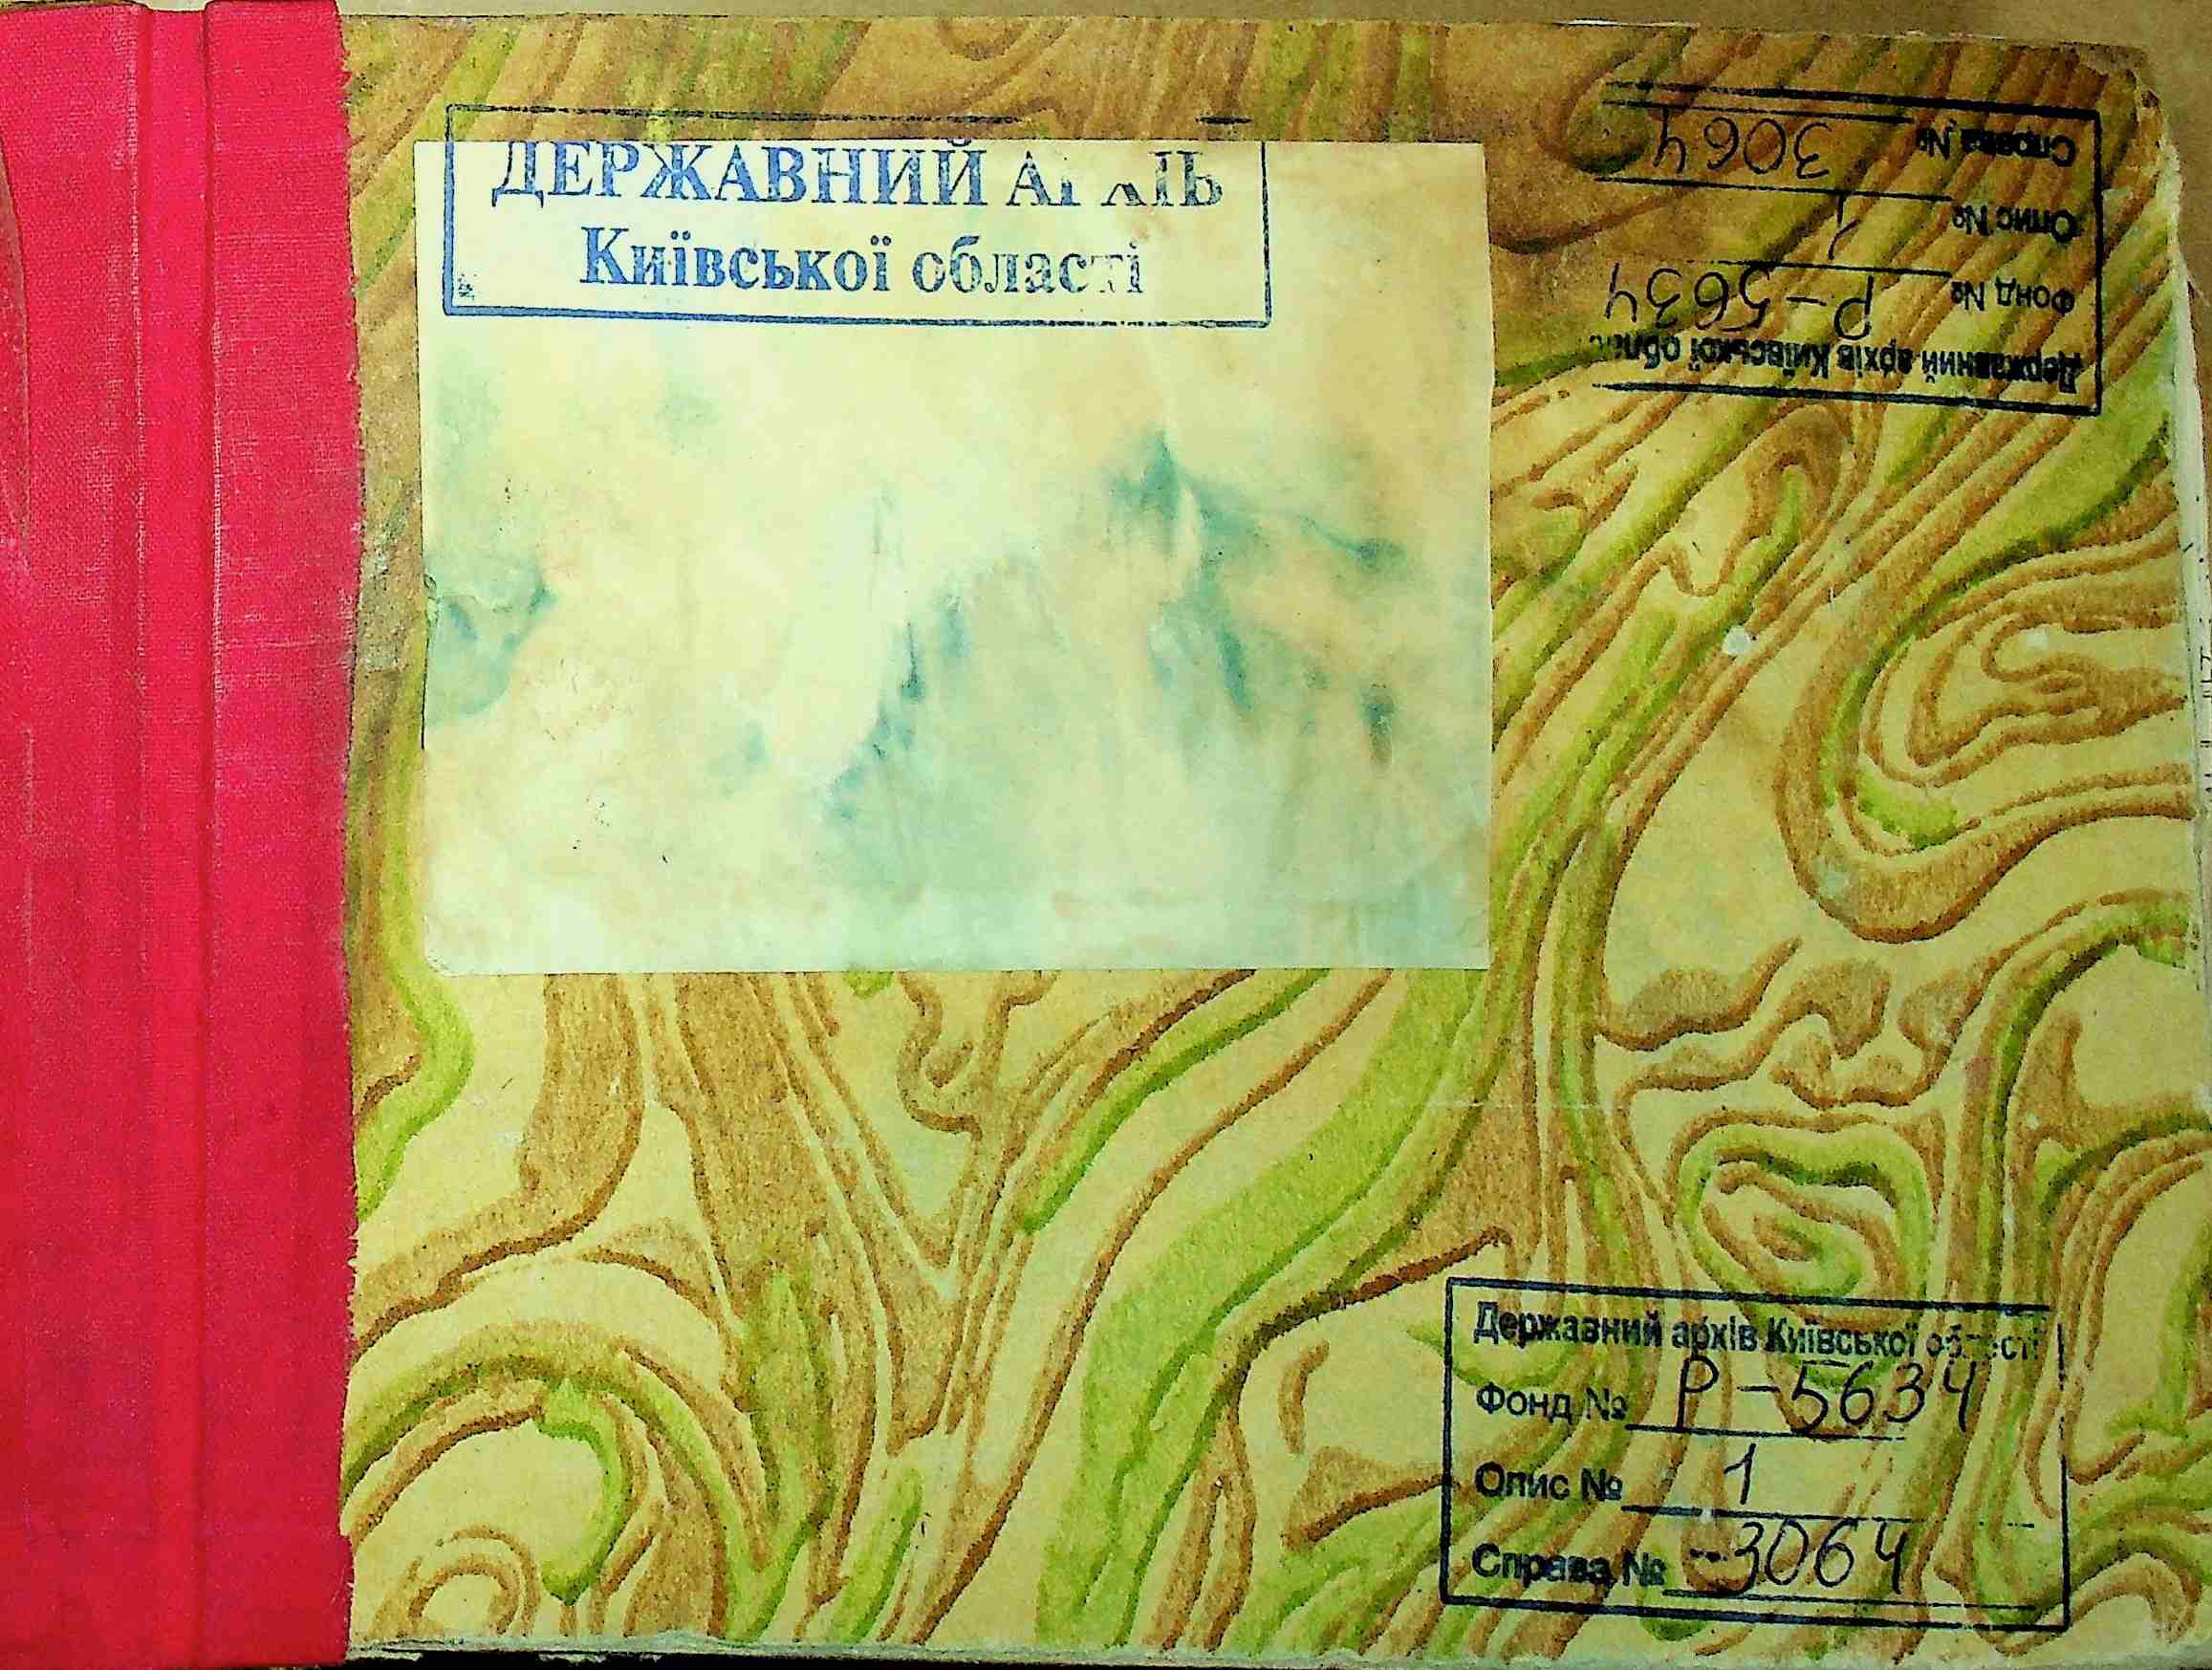 ДЕРЖАВНИЙ АРХІВ
Київської області
Державний архів Київської області
Фонд № Р-5634
Опис № 1
Справа № 3064
Державний архів Київської області
Фонд № Р-5634
Опис № 1
Справа № 3064